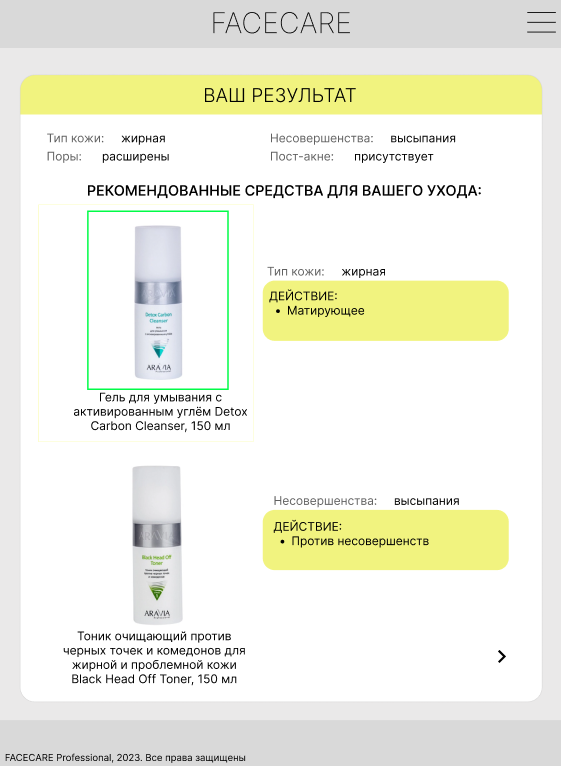 FACECARE
ВАШ РЕЗУЛЬТАТ
Тип кожи: жирная
Несовершенства: высыпания
Поры: расширены
Пост-акне: присутствует
РЕКОМЕНДОВАННЫЕ СРЕДСТВА ДЛЯ ВАШЕГО УХОДА:
Detox Carbon
Cleanser
ARAVIA
Гель для умывания с
активированным углём Detox
Carbon Cleanser, 150 мл
Тип кожи: жирная
ДЕЙСТВИЕ:
• Матирующее
Black Head Off
Toner
ARAVIA
Тоник очищающий против
черных точек и комедонов для
жирной и проблемной кожи
Black Head Off Toner, 150 мл
Несовершенства: высыпания
ДЕЙСТВИЕ:
• Против несовершенств
FACECARE Professional, 2023. Все права защищены